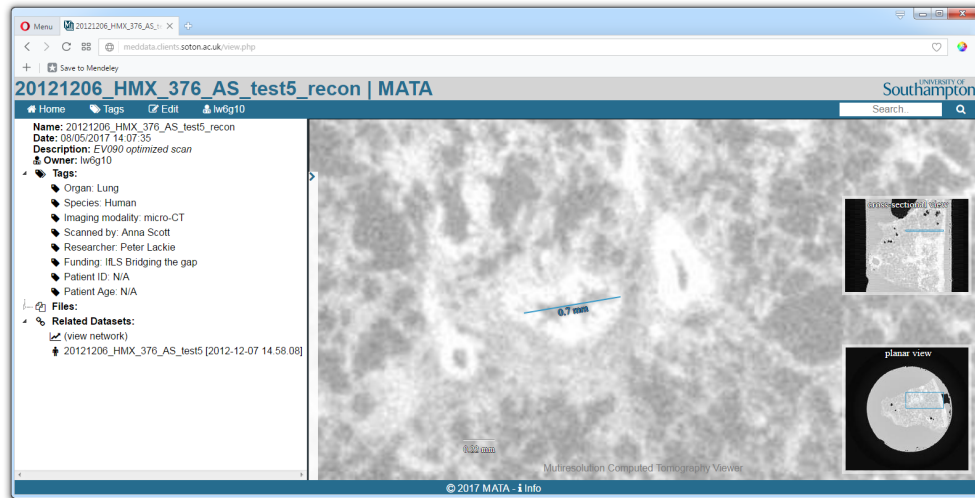 Menu
20121206_HMX_376_AS_te
meddata.clients.soton.ac.uk/view.php
Save to Mendeley
20121206_HMX_376_AS_test5_recon | MATA
UNIVERSITY OF
Southampton
Home Tags Edit lw6g10 Search...
Name: 20121206_HMX_376_AS_test5_recon
Date: 08/05/2017 14:07:35
Description: EV090 optimized scan
Owner: lw6g10
Tags:
Organ: Lung
Species: Human
Imaging modality: micro-CT
Scanned by: Anna Scott
Researcher: Peter Lackie
Funding: IfLS Bridging the gap
Patient ID: N/A
Patient Age: N/A
Files:
Related Datasets:
(view network)
20121206_HMX_376_AS_test5 [2012-12-07 14.58.08]
cross-sectional view
0.7 mm
planar view
0.20 mm
Mutiresolution Computed Tomography Viewer
© 2017 MATA - i Info